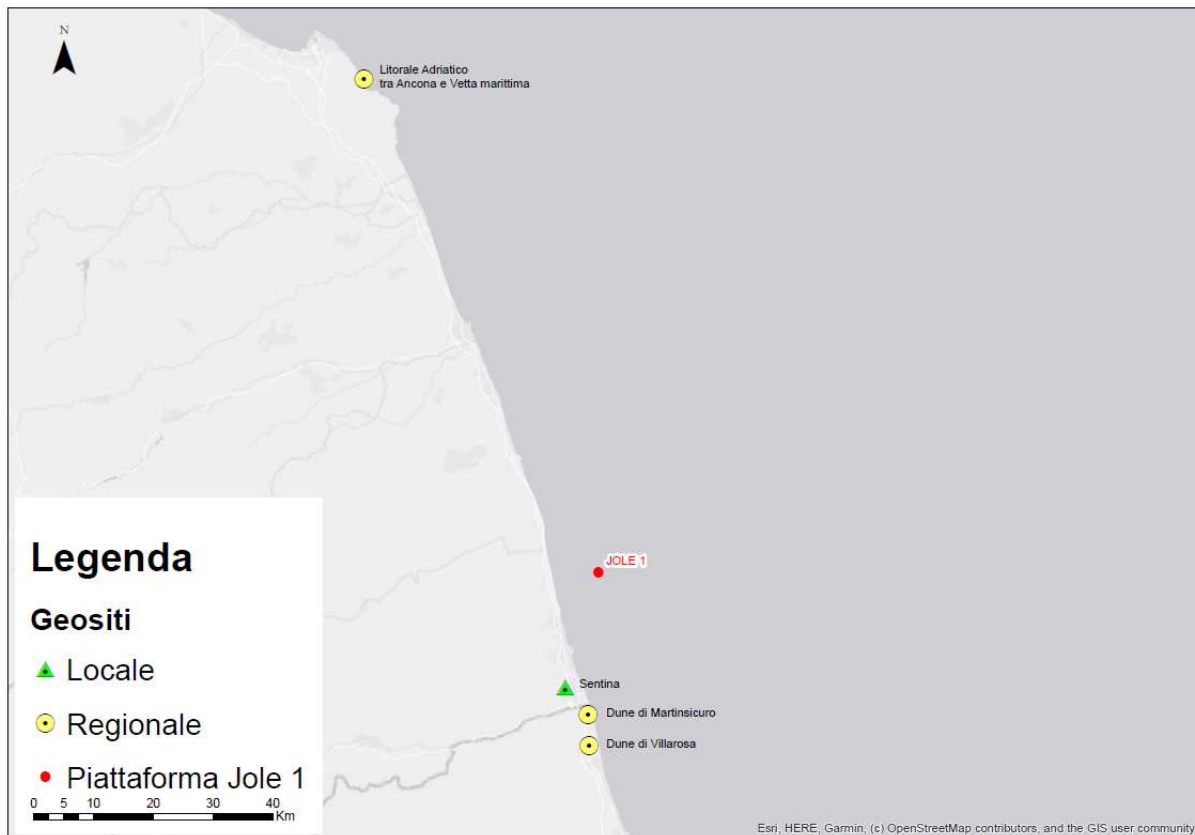 N
Litorale Adriatico
tra Ancona e Vetta marittima
JOLE 1
Sentina
Dune di Martinsicuro
Dune di Villarosa
Legenda
Geositi
Locale
Regionale
Piattaforma Jole 1
0 5 10 20 30 40
Km
Esri, HERE, Garmin, (c) OpenStreetMap contributors, and the GIS user community